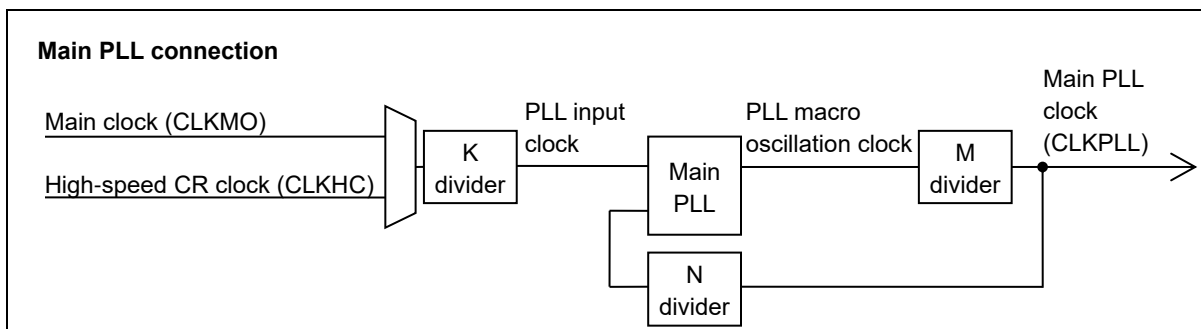 Main PLL connection
Main clock (CLKMO)
High-speed CR clock (CLKHC)
K
divider
PLL input
clock
Main
PLL
PLL macro
oscillation clock
M
divider
Main PLL
clock
(CLKPLL)
N
divider